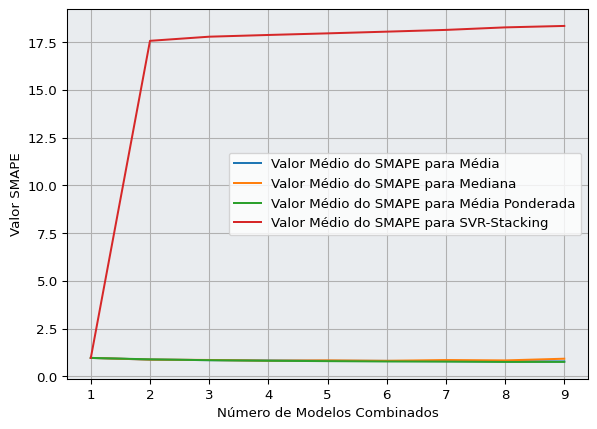 17.5
15.0
12.5
10.0
7.5
5.0
2.5
0.0
Valor SMAPE
Valor Médio do SMAPE para Média
Valor Médio do SMAPE para Mediana
Valor Médio do SMAPE para Média Ponderada
Valor Médio do SMAPE para SVR-Stacking
1 2 3 4 5 6 7 8 9
Número de Modelos Combinados